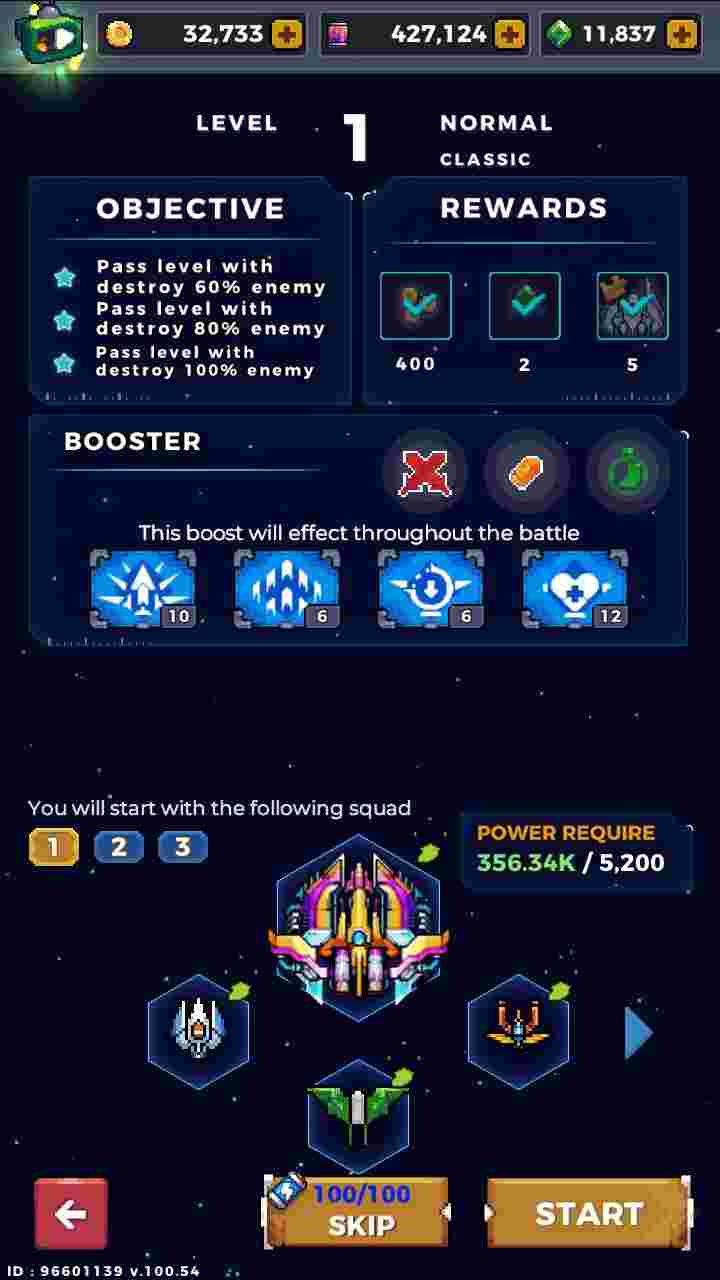 32,733
427,124
11,837
LEVEL
1
NORMAL
CLASSIC
OBJECTIVE
Pass level with
destroy 60% enemy
Pass level with
destroy 80% enemy
Pass level with
destroy 100% enemy
REWARDS
400
2
5
BOOSTER
This boost will effect throughout the battle
10
6
6
12
You will start with the following squad
1
2
3
POWER REQUIRE
356.34K / 5,200
100/100
SKIP
START
ID : 96601139 v.100.54